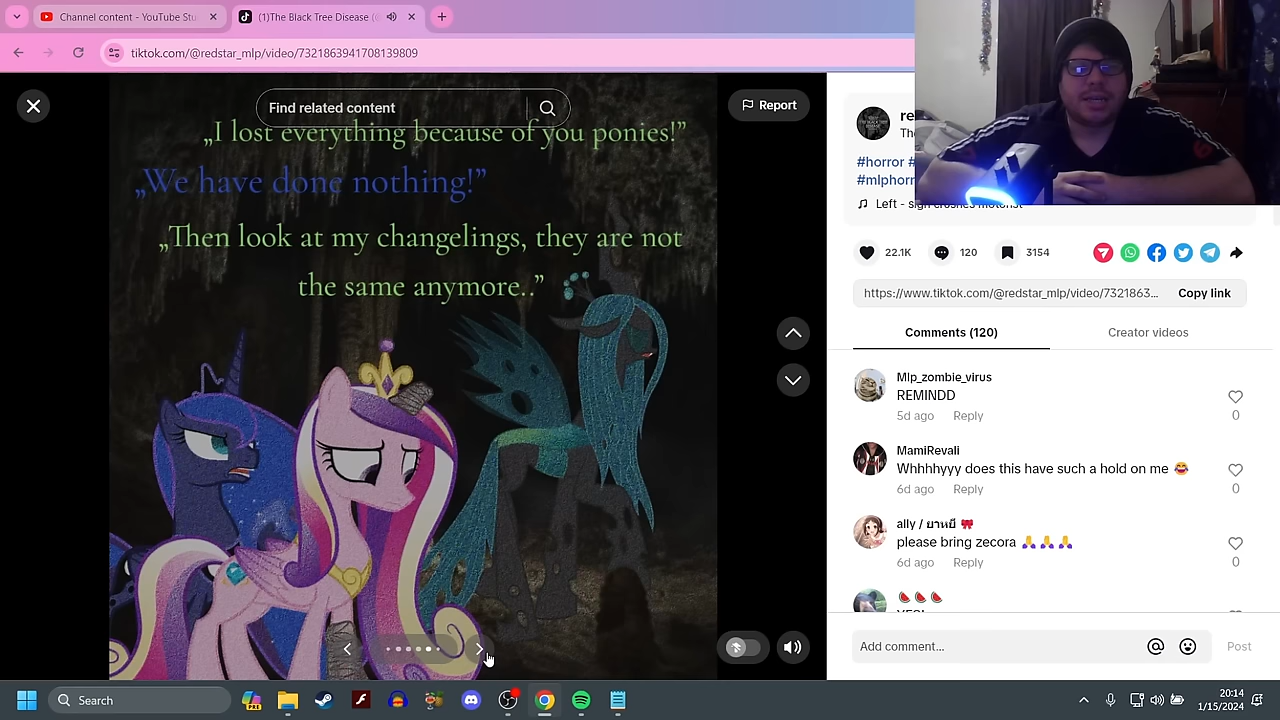 Channel content - YouTube Stu
(1)The Black Tree Disease (
tiktok.com/@redstar_mlp/video/7321863941708139809
Find related content
Report
„I lost everything because of you ponies!”
„We have done nothing!”
„Then look at my changelings, they are not
the same anymore..”
re
Th
#horror #
#mlphorr
Left - sign crushes motorist
22.1K
120
3154
https://www.tiktok.com/@redstar_mlp/video/7321863...
Copy link
Comments (120)
Creator videos
Mlp_zombie_virus
REMINDD
5d ago
Reply
0
MamiRevali
Whhhhyyy does this have such a hold on me 😂
6d ago
Reply
0
ally / ยาหยี 🎀
please bring zecora 🙏🙏🙏
6d ago
Reply
0
🍉🍉🍉
Add comment...
Post
Search
PRE
20:14
1/15/2024